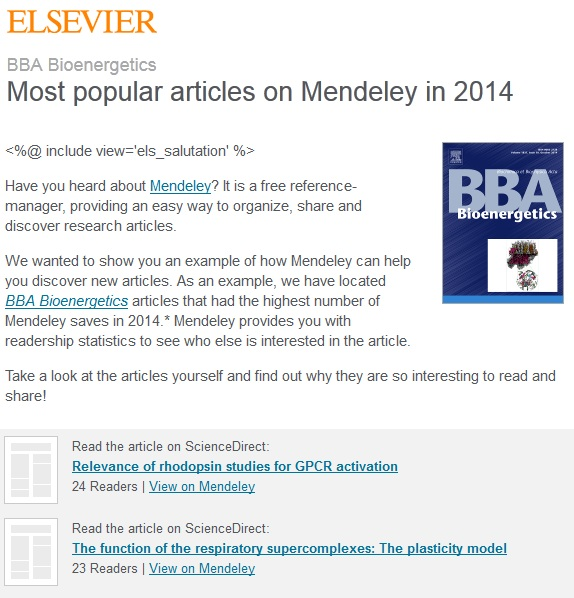 ELSEVIER
BBA Bioenergetics
Most popular articles on Mendeley in 2014
<%@ include view='els_salutation' %>
Have you heard about Mendeley? It is a free reference-
manager, providing an easy way to organize, share and
discover research articles.
We wanted to show you an example of how Mendeley can help
you discover new articles. As an example, we have located
BBA Bioenergetics articles that had the highest number of
Mendeley saves in 2014.* Mendeley provides you with
readership statistics to see who else is interested in the article.
BBA
Bioenergetics
Take a look at the articles yourself and find out why they are so interesting to read and
share!
Read the article on ScienceDirect:
Relevance of rhodopsin studies for GPCR activation
24 Readers | View on Mendeley
Read the article on ScienceDirect:
The function of the respiratory supercomplexes: The plasticity model
23 Readers | View on Mendeley